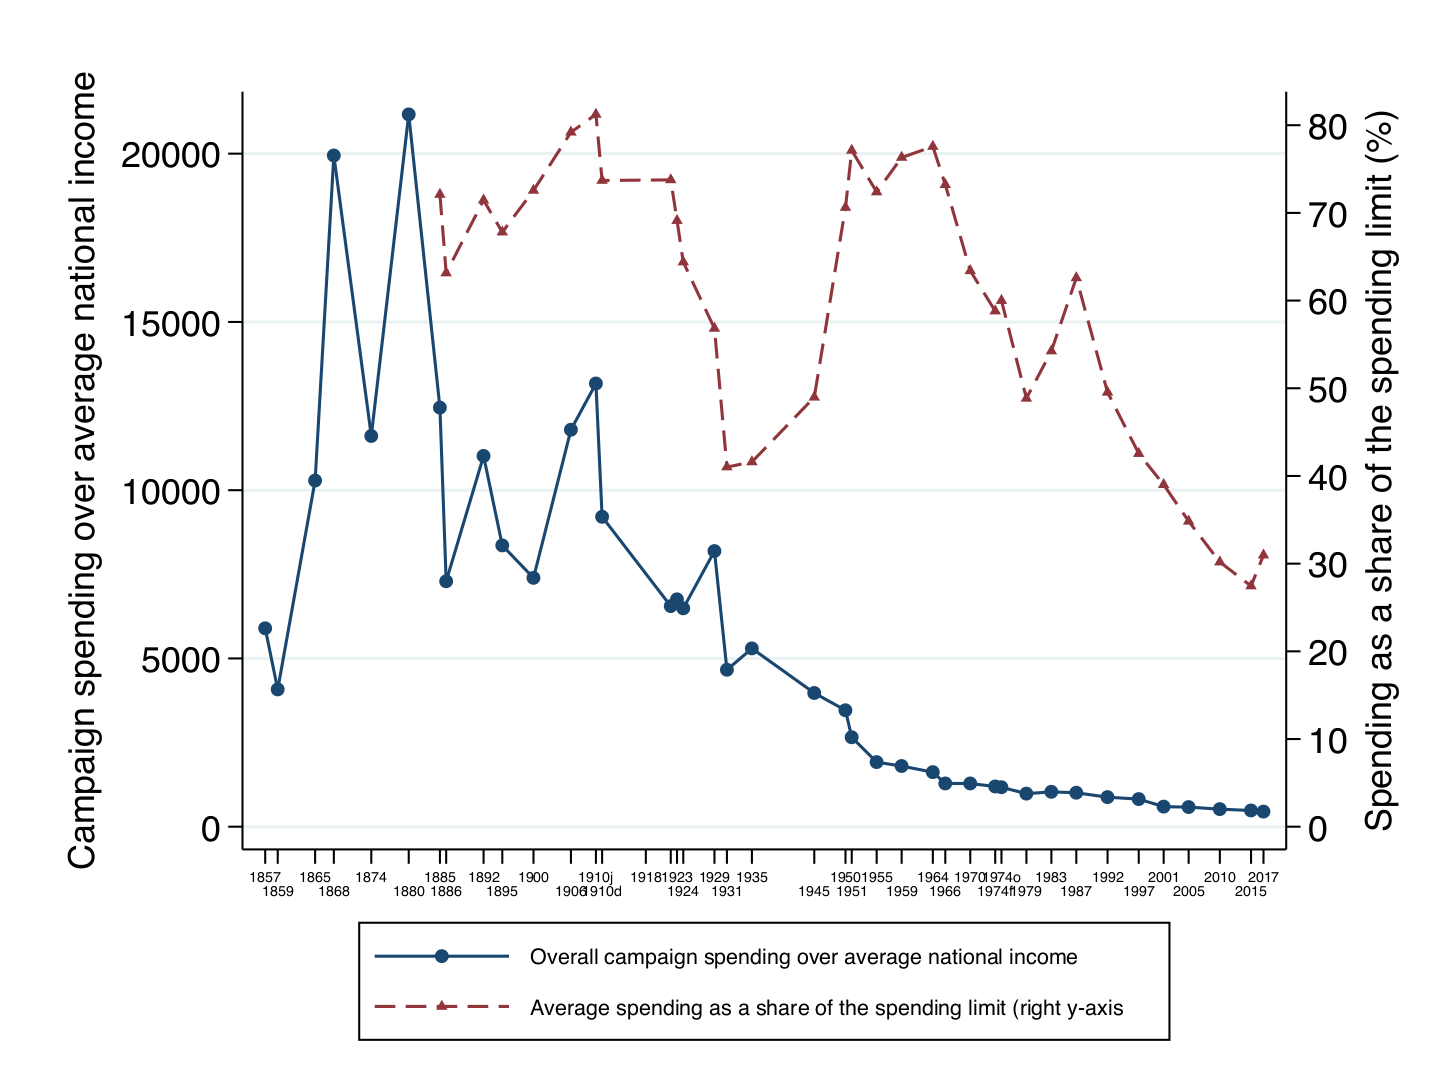 Campaign spending over average national income
20000
15000
10000
5000
0
80
70
60
50
40
30
20
10
0
Spending as a share of the spending limit (%)
1857 1865 1874 1885 1892 1900 1910j 1918 1923 1929 1935 1950 1955 1964 1970 1974o 1983 1992 2001 2010 2017
1859 1868 1880 1886 1895 1906 1910d 1924 1931 1945 1951 1959 1966 1974f 1979 1987 1997 2005 2015
Overall campaign spending over average national income
Average spending as a share of the spending limit (right y-axis